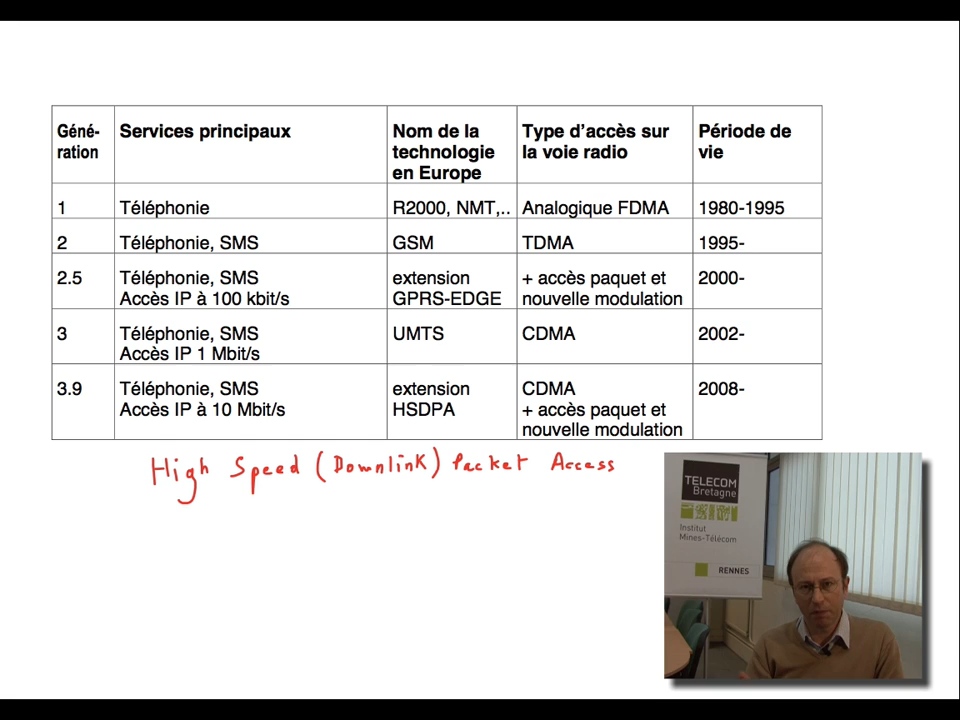 Géné-
ration
Services principaux
Nom de la
technologie
en Europe
Type d'accès sur
la voie radio
Période de
vie
1
Téléphonie
R2000, NMT,..
Analogique FDMA
1980-1995
2
Téléphonie, SMS
GSM
TDMA
1995-
2.5
Téléphonie, SMS
Accès IP à 100 kbit/s
extension
GPRS-EDGE
+ accès paquet et
nouvelle modulation
2000-
3
Téléphonie, SMS
Accès IP 1 Mbit/s
UMTS
CDMA
2002-
3.9
Téléphonie, SMS
Accès IP à 10 Mbit/s
extension
HSDPA
CDMA
+ accès paquet et
nouvelle modulation
2008-
High Speed (Downlink) Packet Access
TELECOM
Bretagne
Institut
Mines-Télécom
RENNES